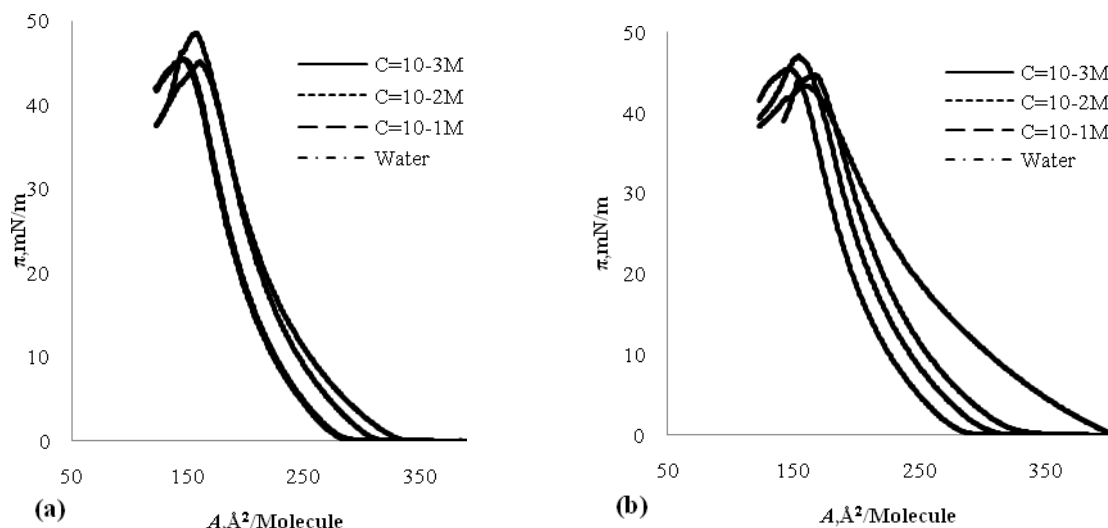 50
40
30
20
10
0
π,mN/m
C=10-3M
C=10-2M
C=10-1M
Water
50
150
250
350
(a)
A,Å²/Molecule
50
40
30
20
10
0
π,mN/m
C=10-3M
C=10-2M
C=10-1M
Water
50
150
250
350
(b)
A,Å²/Molecule